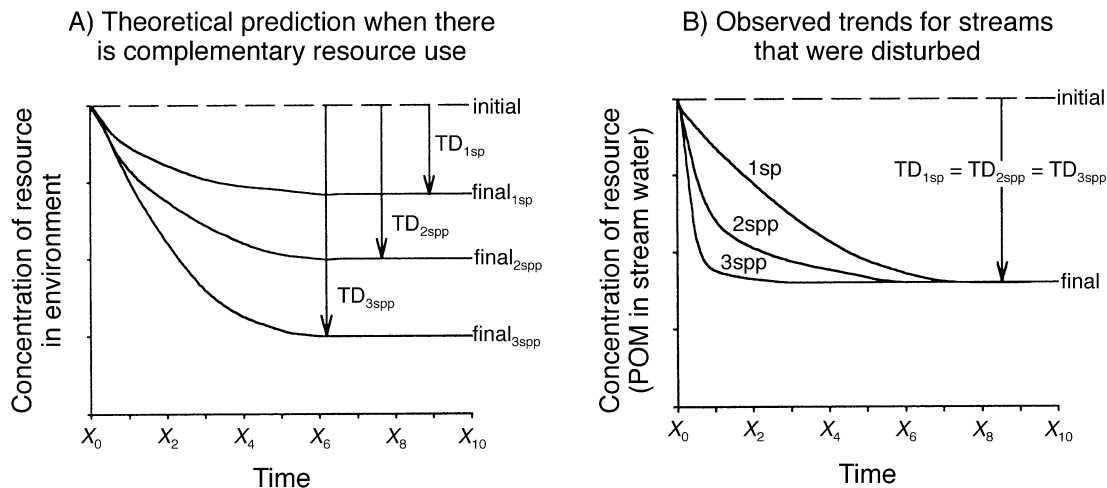 A) Theoretical prediction when there
is complementary resource use
Concentration of resource
in environment
initial
TD1sp
final1sp
TD2spp
final2spp
TD3spp
final3spp
X0 X2 X4 X6 X8 X10
Time
B) Observed trends for streams
that were disturbed
Concentration of resource
(POM in stream water)
initial
1sp
TD1sp = TD2spp = TD3spp
2spp
3spp
final
X0 X2 X4 X6 X8 X10
Time